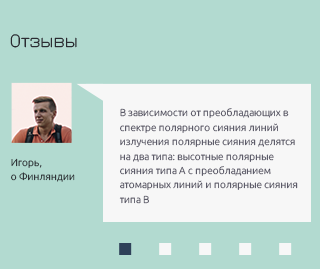 Отзывы
В зависимости от преобладающих в
спектре полярного сияния линий
излучения полярные сияния делятся
на два типа: высотные полярные
сияния типа А с преобладанием
атомарных линий и полярные сияния
типа В
Игорь,
о Финляндии